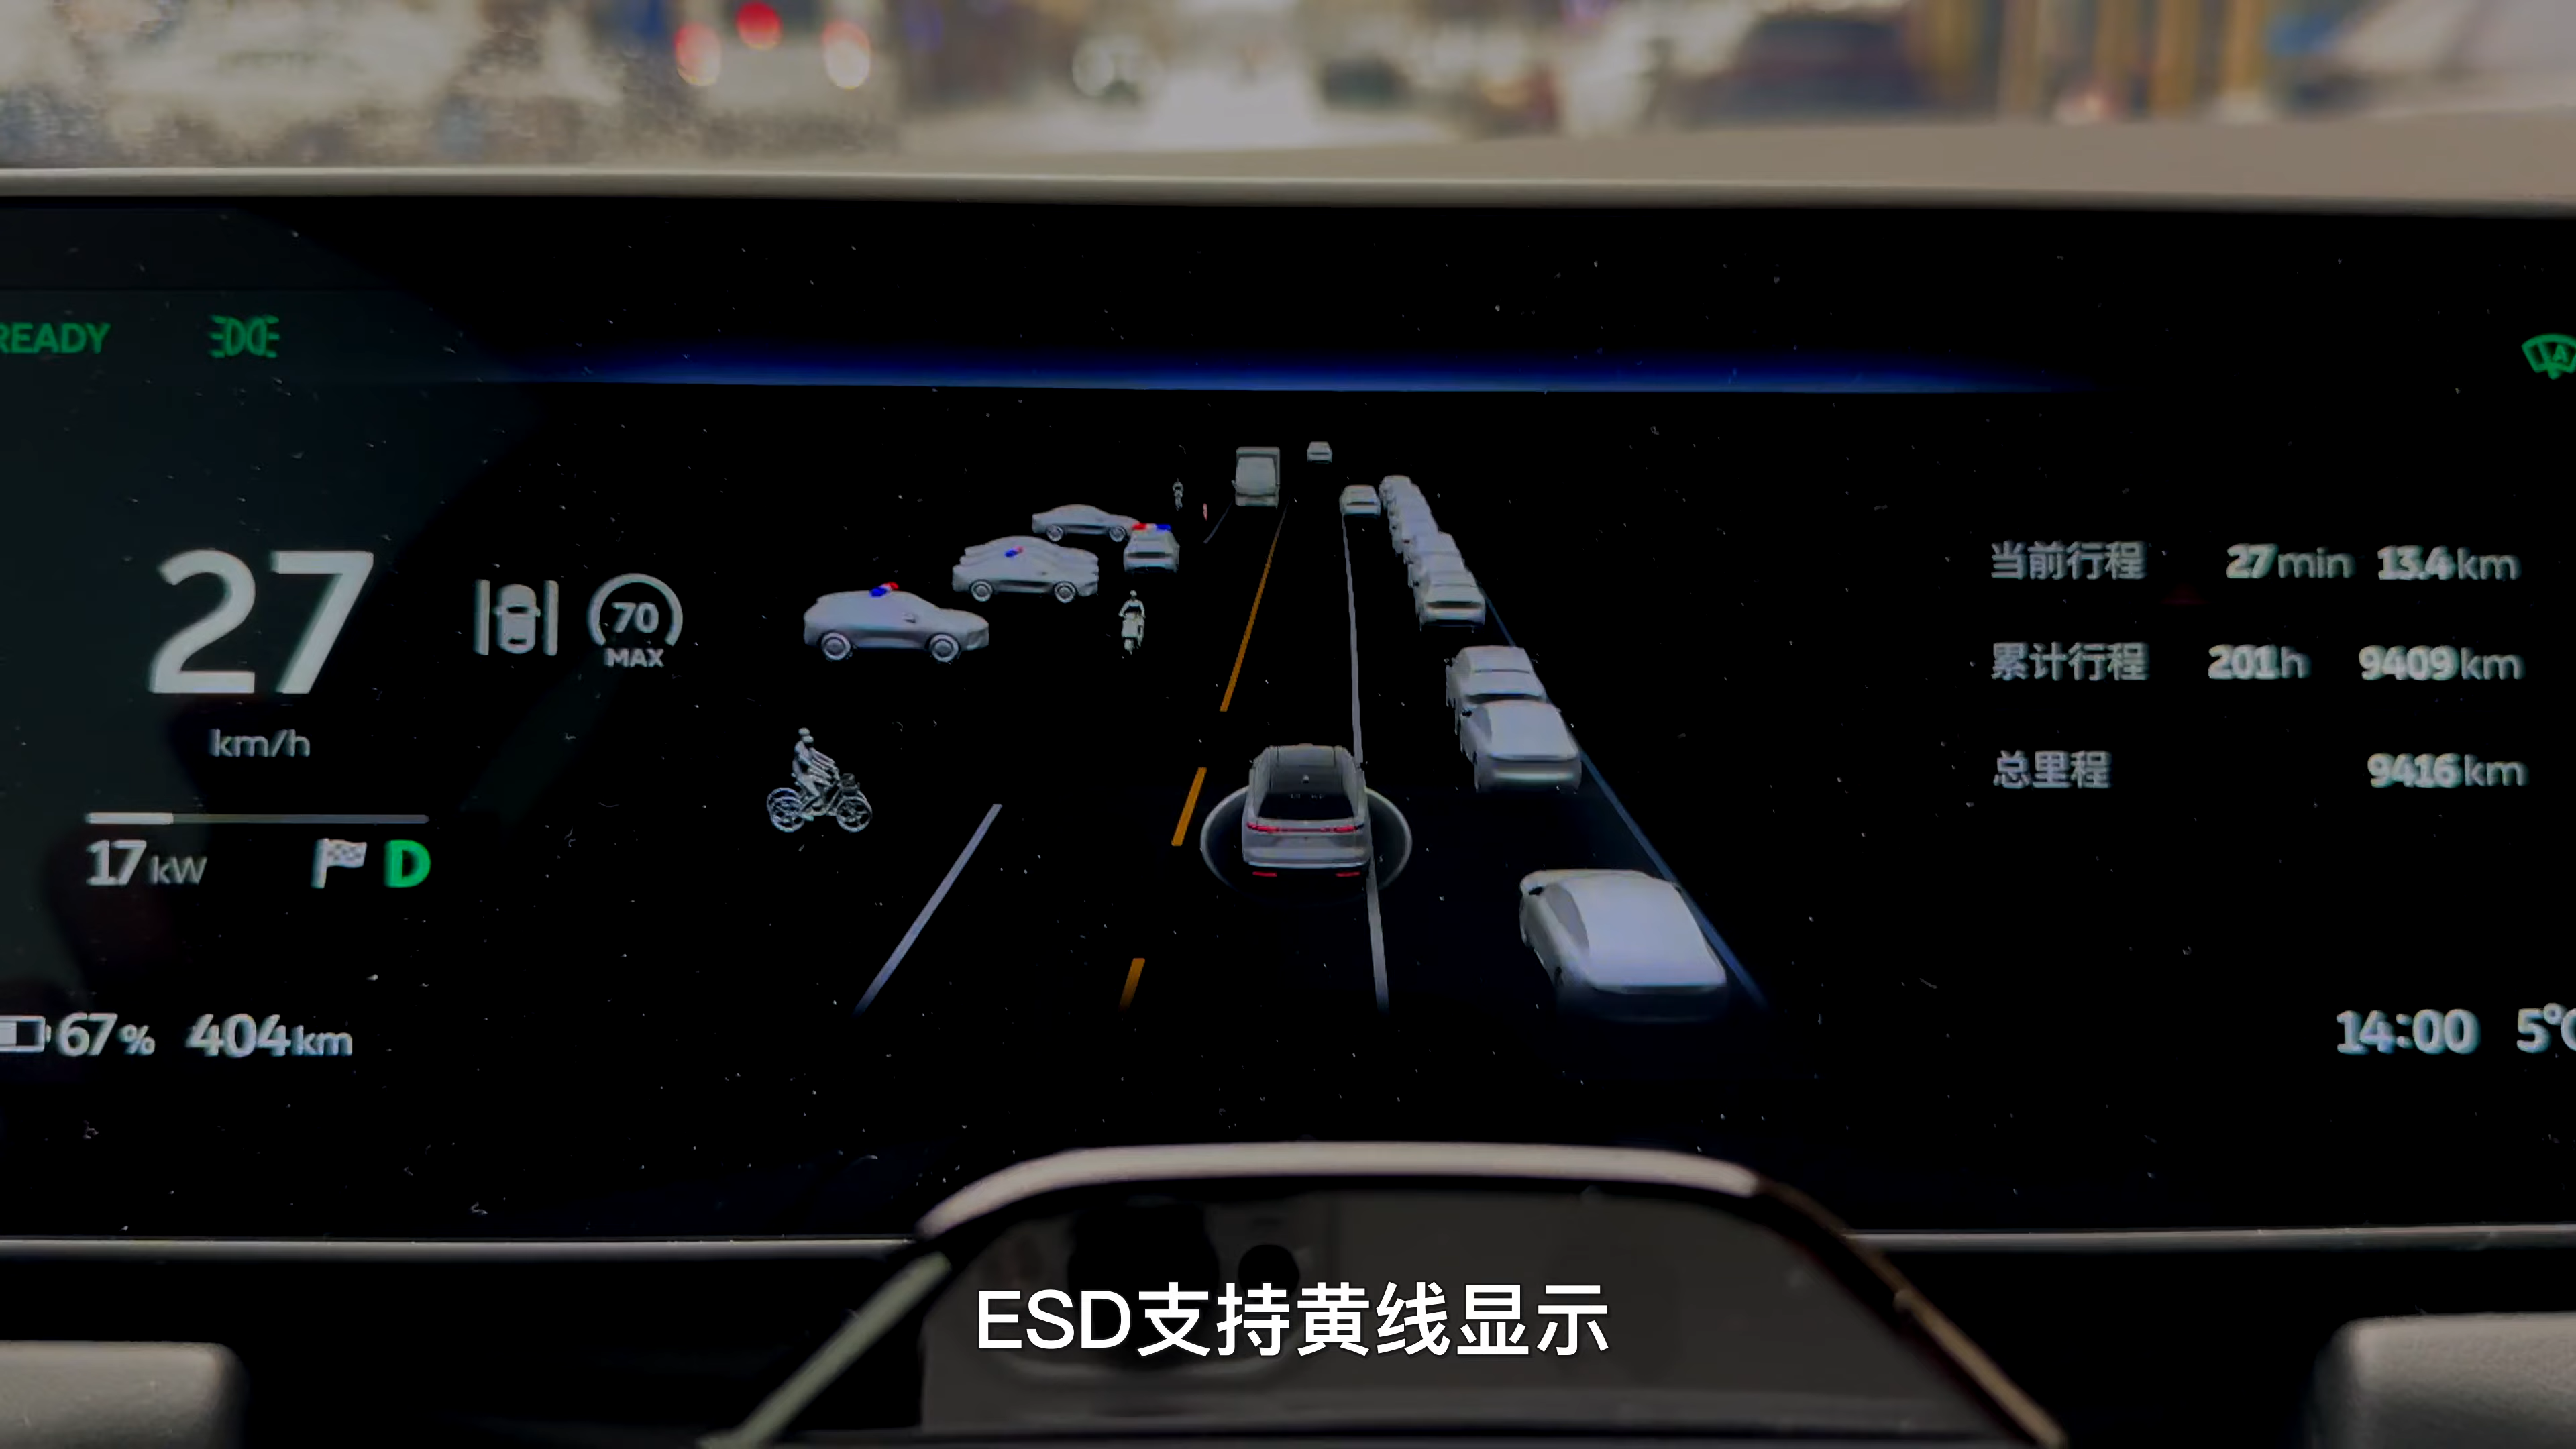 READY
27
km/h
70
MAX
17kW
D
67% 404km
当前行程 27min 13.4km
累计行程 201h 9409km
总里程 9416km
14:00
A
ESD支持黄线显示